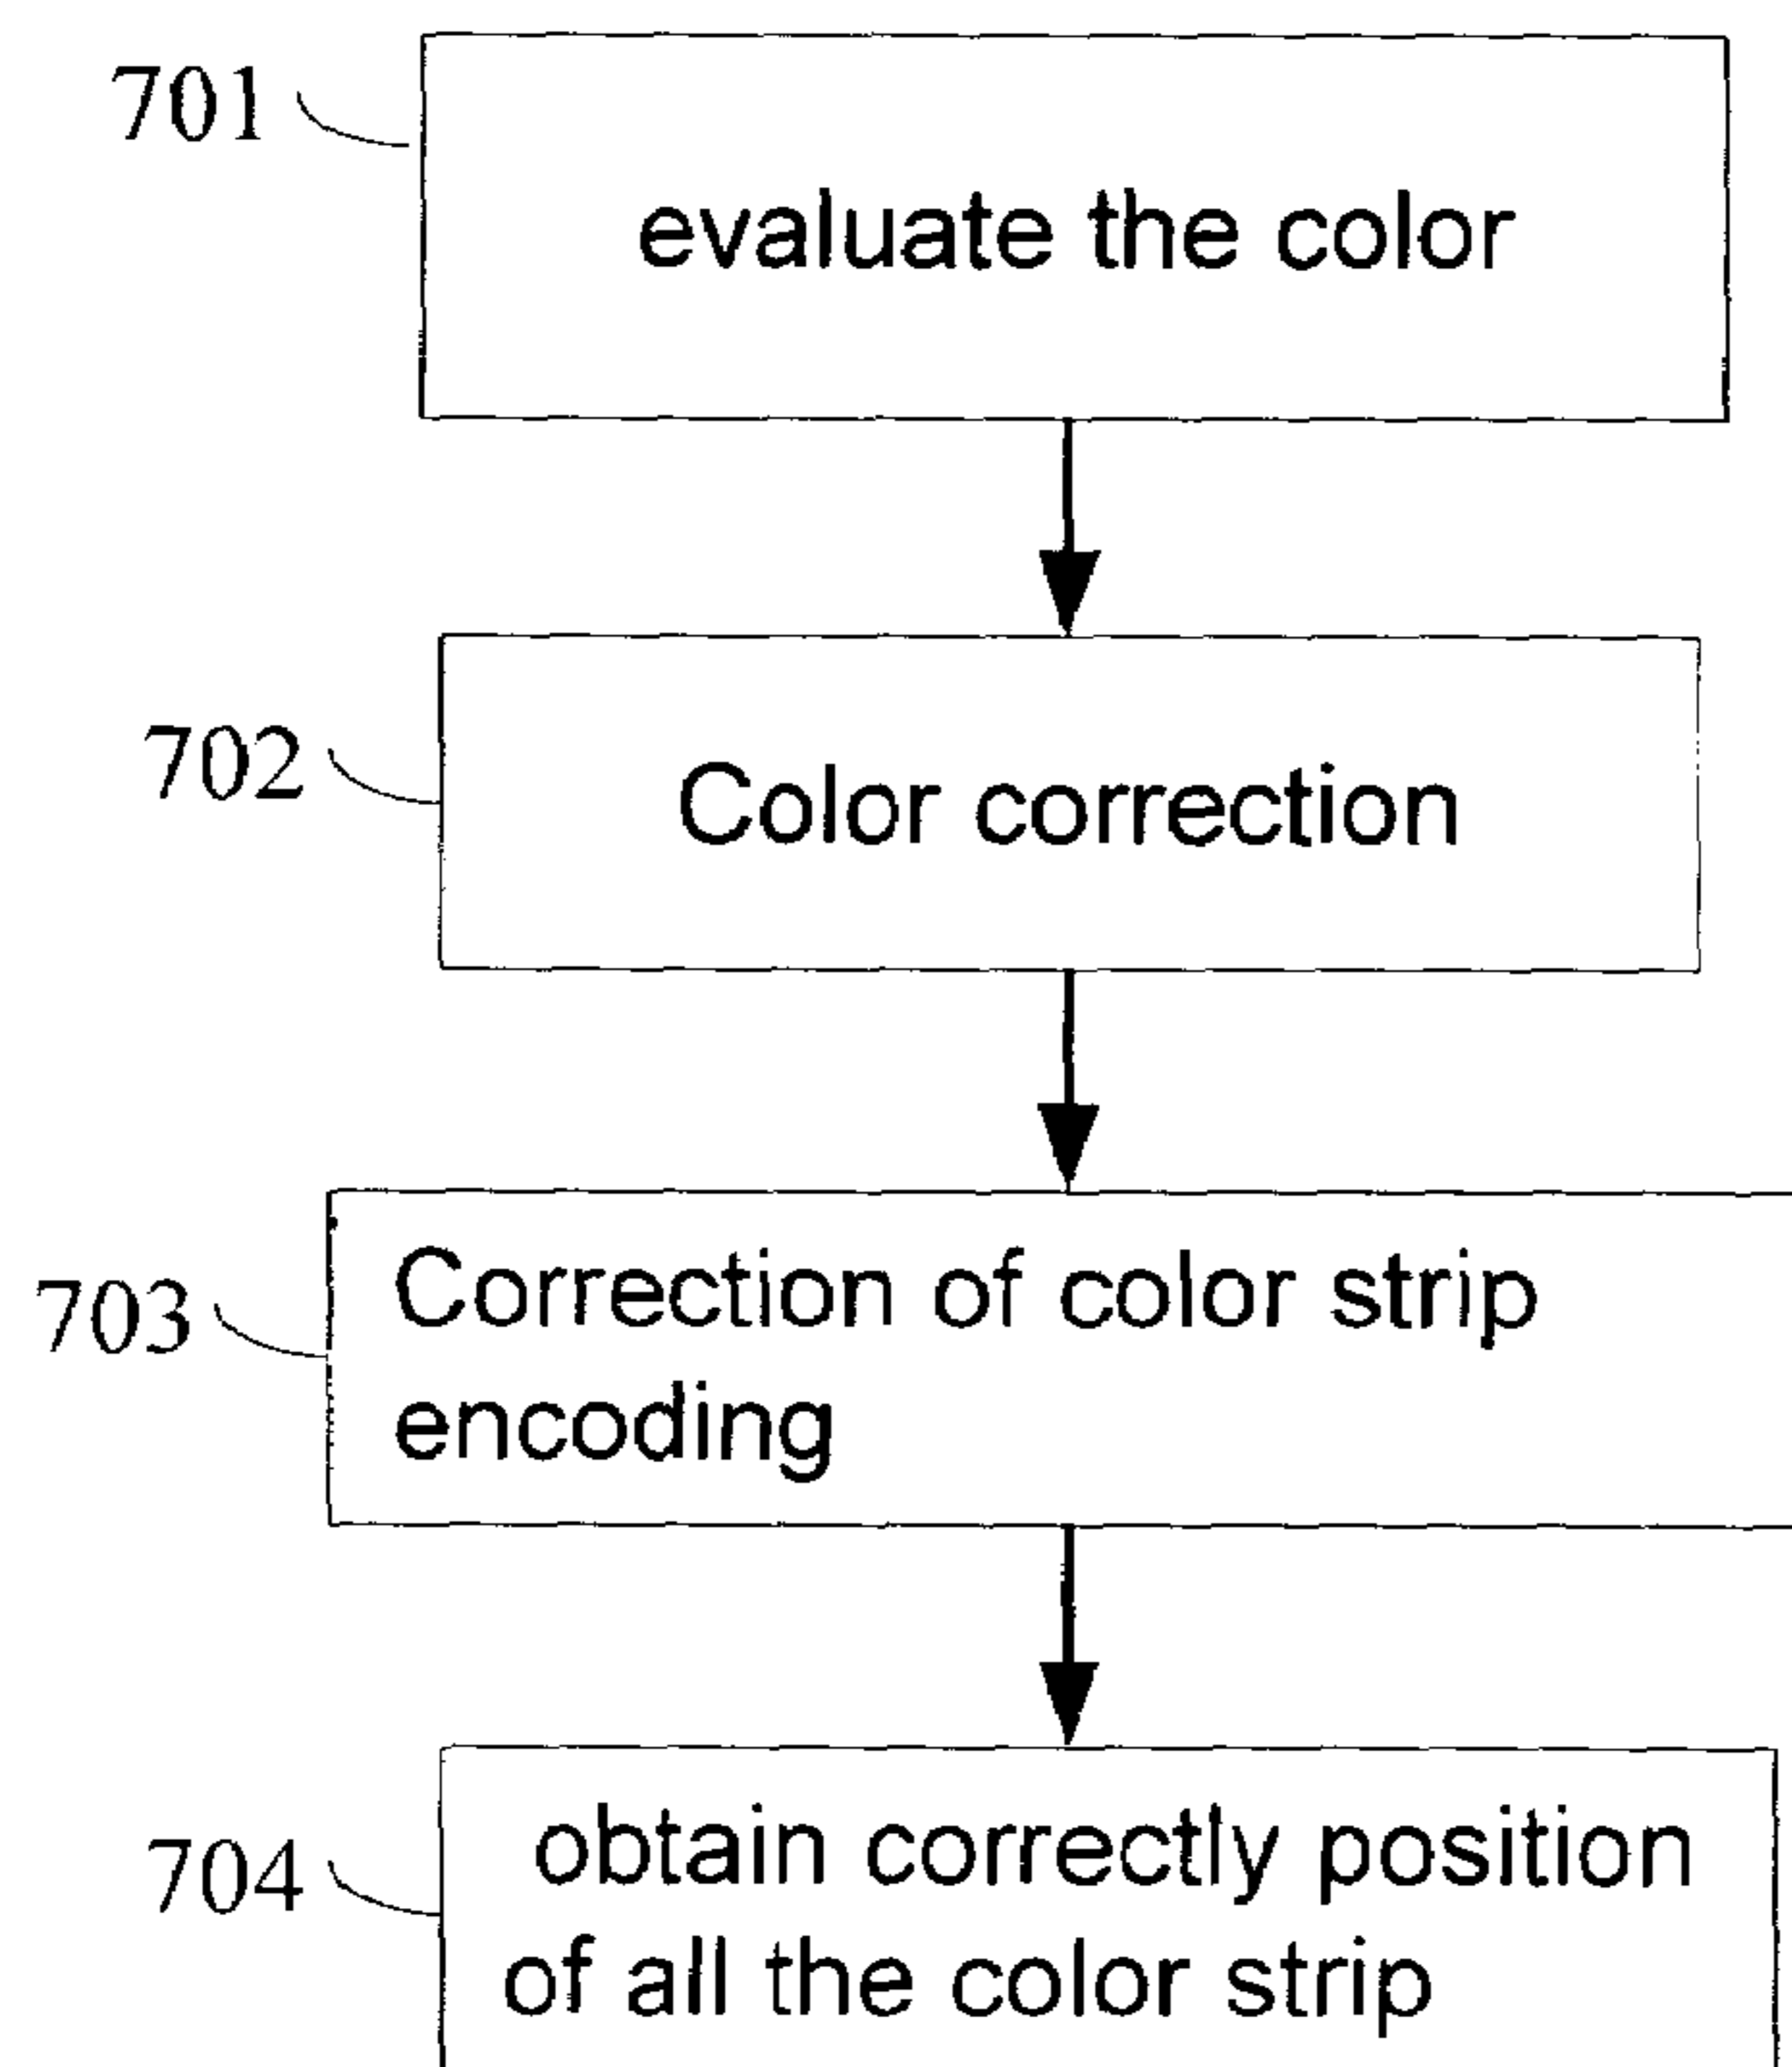 701
evaluate the color
702
Color correction
703
Correction of color strip
encoding
704
obtain correctly position
of all the color strip